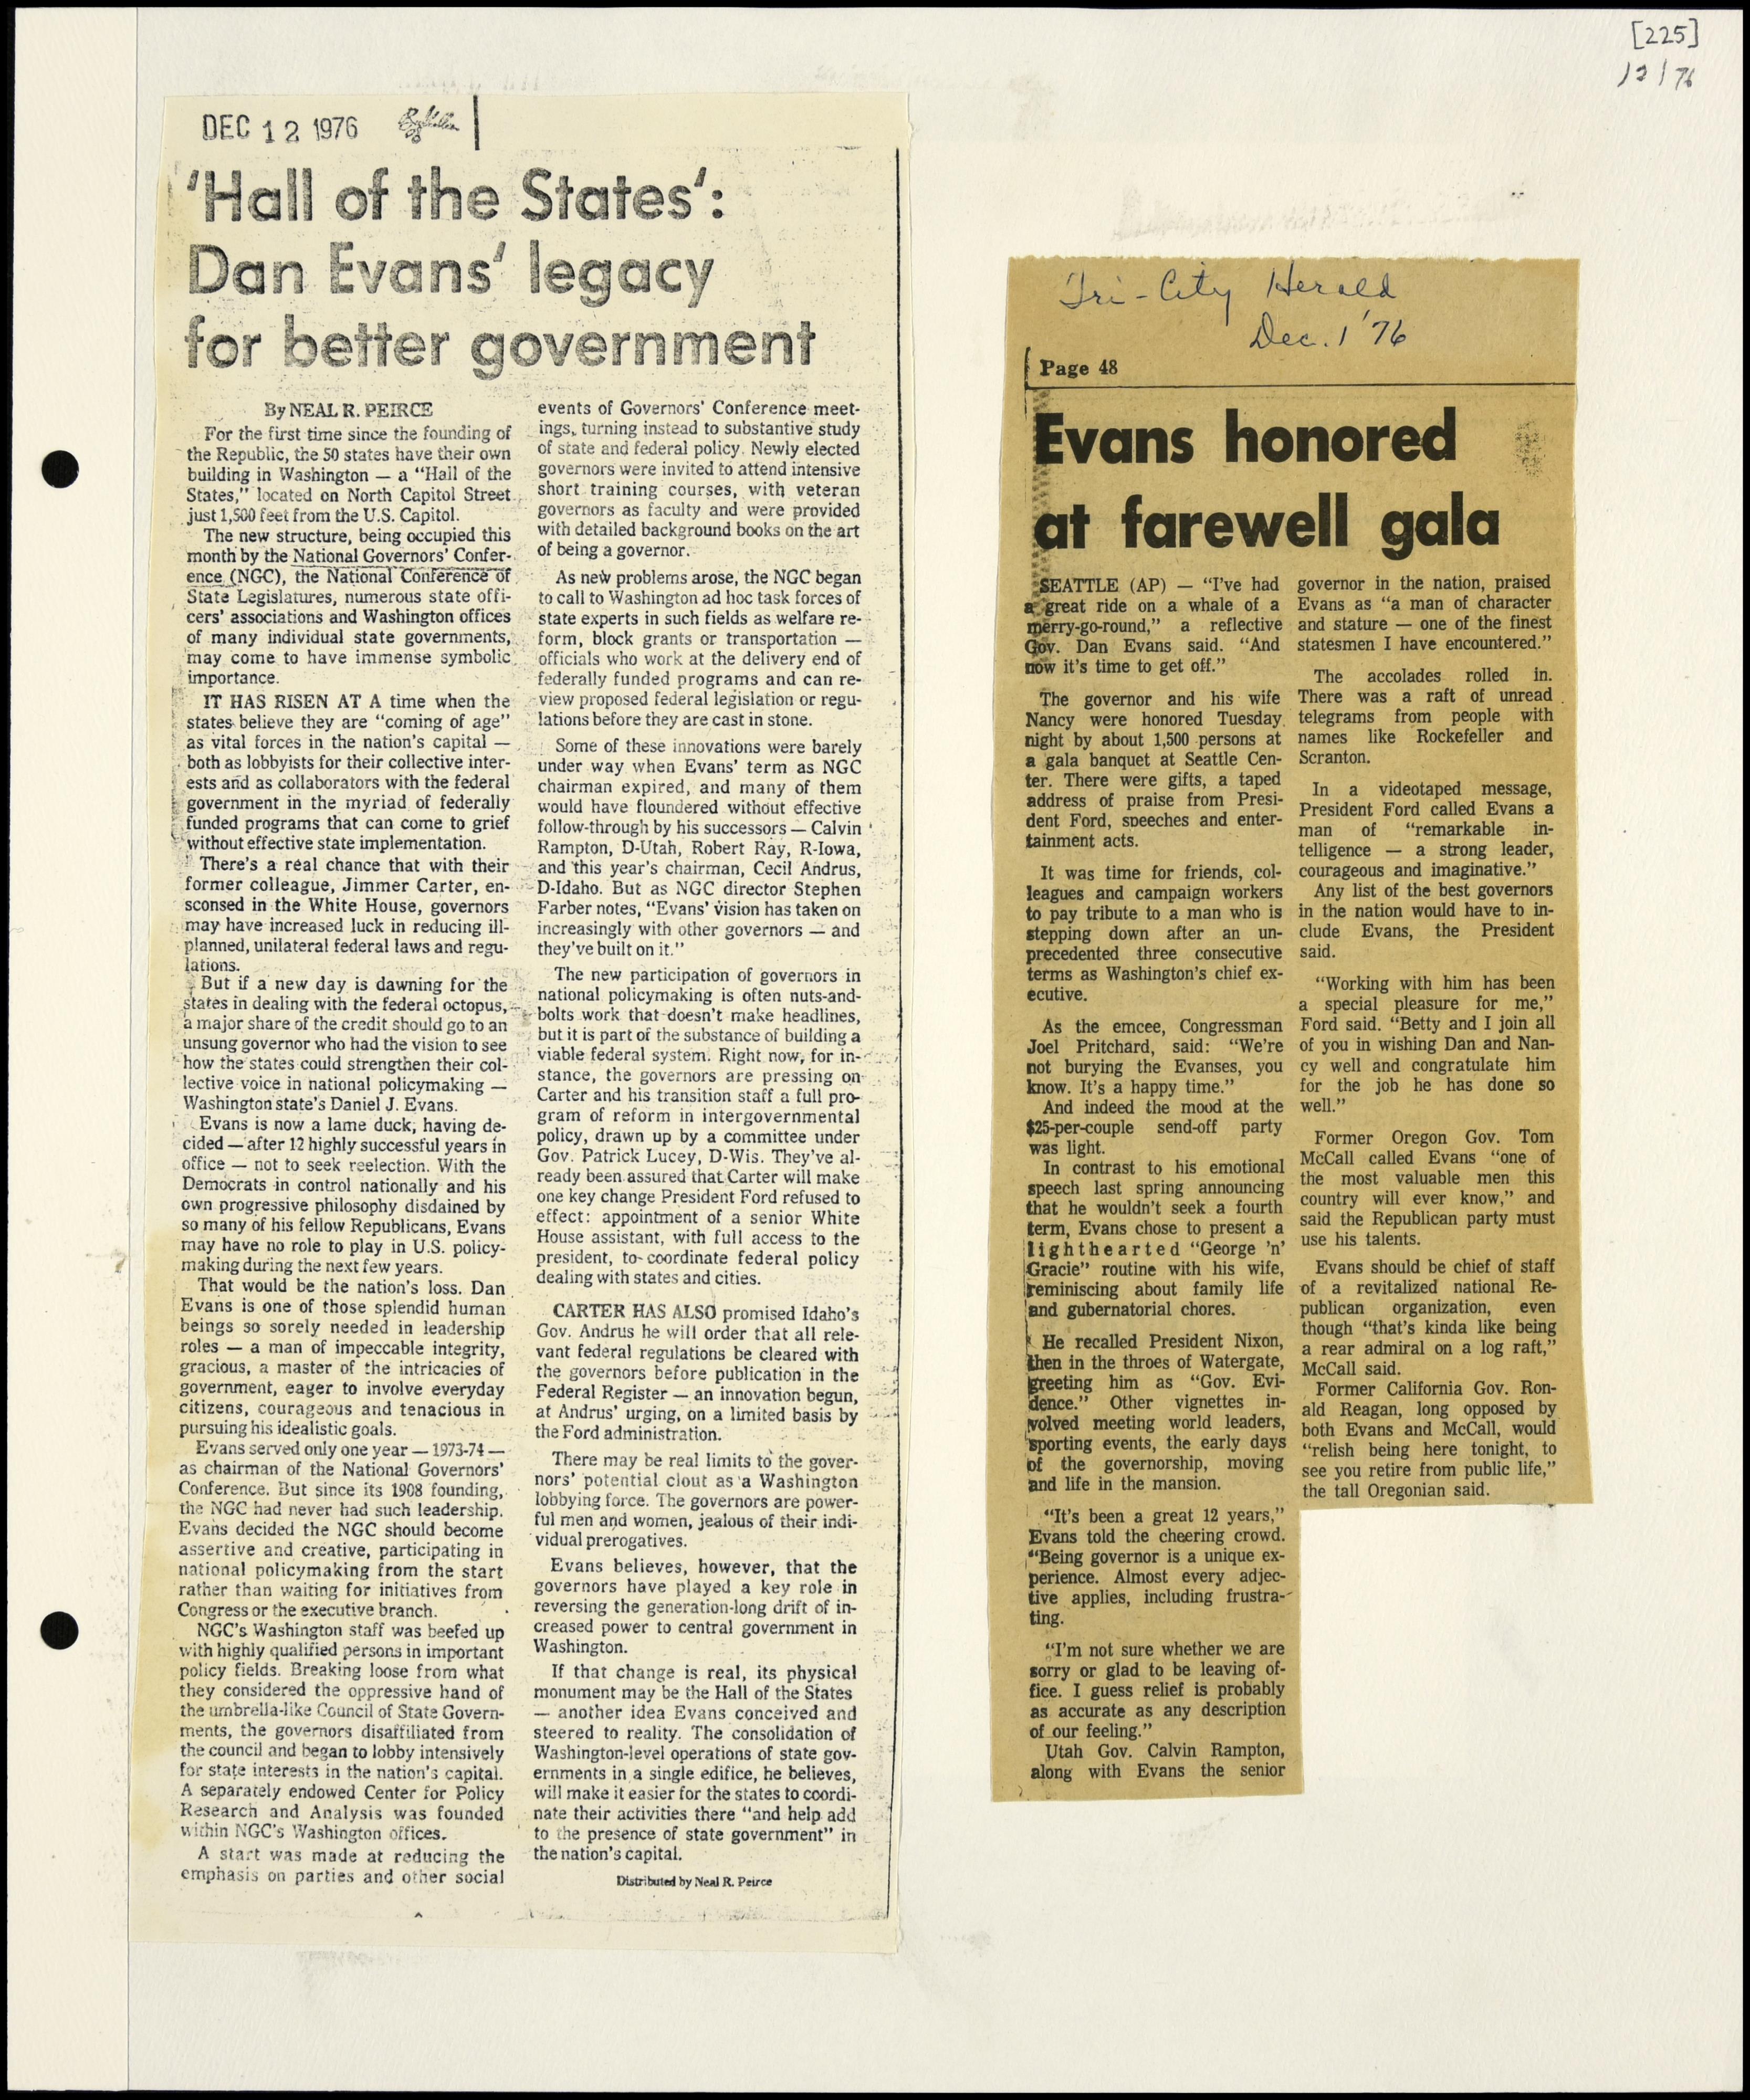 [225]
12/76
DEC 12 1976
'Hall of the States':
Dan Evans' legacy
for better government
By NEAL R. PEIRCE
For the first time since the founding of
the Republic, the 50 states have their own
building in Washington — a "Hall of the
States," located on North Capitol Street
just 1,500 feet from the U.S. Capitol.
The new structure, being occupied this
month by the National Governors' Confer-
ence (NGC), the National Conference of
State Legislatures, numerous state offi-
cers' associations and Washington offices
of many individual state governments,
may come to have immense symbolic
importance.
IT HAS RISEN AT A time when the
states believe they are "coming of age"
as vital forces in the nation's capital —
both as lobbyists for their collective inter-
ests and as collaborators with the federal
government in the myriad of federally
funded programs that can come to grief
without effective state implementation.
There's a real chance that with their
former colleague, Jimmer Carter, en-
sconsed in the White House, governors
may have increased luck in reducing ill-
planned, unilateral federal laws and regu-
lations.
But if a new day is dawning for the
states in dealing with the federal octopus,
a major share of the credit should go to an
unsung governor who had the vision to see
how the states could strengthen their col-
lective voice in national policymaking —
Washington state's Daniel J. Evans.
Evans is now a lame duck, having de-
cided — after 12 highly successful years in
office — not to seek reelection. With the
Democrats in control nationally and his
own progressive philosophy disdained by
so many of his fellow Republicans, Evans
may have no role to play in U.S. policy-
making during the next few years.
That would be the nation's loss. Dan
Evans is one of those splendid human
beings so sorely needed in leadership
roles — a man of impeccable integrity,
gracious, a master of the intricacies of
government, eager to involve everyday
citizens, courageous and tenacious in
pursuing his idealistic goals.
Evans served only one year — 1973-74 —
as chairman of the National Governors'
Conference. But since its 1908 founding,
the NGC had never had such leadership.
Evans decided the NGC should become
assertive and creative, participating in
national policymaking from the start
rather than waiting for initiatives from
Congress or the executive branch.
NGC's Washington staff was beefed up
with highly qualified persons in important
policy fields. Breaking loose from what
they considered the oppressive hand of
the umbrella-like Council of State Govern-
ments, the governors disaffiliated from
the council and began to lobby intensively
for state interests in the nation's capital.
A separately endowed Center for Policy
Research and Analysis was founded
within NGC's Washington offices.
A start was made at reducing the
emphasis on parties and other social
events of Governors' Conference meet-
ings, turning instead to substantive study
of state and federal policy. Newly elected
governors were invited to attend intensive
short training courses, with veteran
governors as faculty and were provided
with detailed background books on the art
of being a governor.
As new problems arose, the NGC began
to call to Washington ad hoc task forces of
state experts in such fields as welfare re-
form, block grants or transportation —
officials who work at the delivery end of
federally funded programs and can re-
view proposed federal legislation or regu-
lations before they are cast in stone.
Some of these innovations were barely
under way when Evans' term as NGC
chairman expired, and many of them
would have floundered without effective
follow-through by his successors — Calvin
Rampton, D-Utah, Robert Ray, R-Iowa,
and this year's chairman, Cecil Andrus,
D-Idaho. But as NGC director Stephen
Farber notes, "Evans' vision has taken on
increasingly with other governors — and
they've built on it."
The new participation of governors in
national policymaking is often nuts-and-
bolts work that doesn't make headlines,
but it is part of the substance of building a
viable federal system. Right now, for in-
stance, the governors are pressing on
Carter and his transition staff a full pro-
gram of reform in intergovernmental
policy, drawn up by a committee under
Gov. Patrick Lucey, D-Wis. They've al-
ready been assured that Carter will make
one key change President Ford refused to
effect: appointment of a senior White
House assistant, with full access to the
president, to coordinate federal policy
dealing with states and cities.
CARTER HAS ALSO promised Idaho's
Gov. Andrus he will order that all rele-
vant federal regulations be cleared with
the governors before publication in the
Federal Register — an innovation begun,
at Andrus' urging, on a limited basis by
the Ford administration.
There may be real limits to the gover-
nors' potential clout as a Washington
lobbying force. The governors are power-
ful men and women, jealous of their indi-
vidual prerogatives.
Evans believes, however, that the
governors have played a key role in
reversing the generation-long drift of in-
creased power to central government in
Washington.
If that change is real, its physical
monument may be the Hall of the States
— another idea Evans conceived and
steered to reality. The consolidation of
Washington-level operations of state gov-
ernments in a single edifice, he believes,
will make it easier for the states to coordi-
nate their activities there "and help add
to the presence of state government" in
the nation's capital.
Distributed by Neal R. Peirce
Tri-City Herald
Dec. 1 '76
Page 48
Evans honored
at farewell gala
SEATTLE (AP) — "I've had
a great ride on a whale of a
merry-go-round," a reflective
Gov. Dan Evans said. "And
now it's time to get off."
The governor and his wife
Nancy were honored Tuesday
night by about 1,500 persons at
a gala banquet at Seattle Cen-
ter. There were gifts, a taped
address of praise from Presi-
dent Ford, speeches and enter-
tainment acts.
It was time for friends, col-
leagues and campaign workers
to pay tribute to a man who is
stepping down after an un-
precedented three consecutive
terms as Washington's chief ex-
ecutive.
As the emcee, Congressman
Joel Pritchard, said: "We're
not burying the Evanses, you
know. It's a happy time."
And indeed the mood at the
$25-per-couple send-off party
was light.
In contrast to his emotional
speech last spring announcing
that he wouldn't seek a fourth
term, Evans chose to present a
lighthearted "George 'n'
Gracie" routine with his wife,
reminiscing about family life
and gubernatorial chores.
He recalled President Nixon,
then in the throes of Watergate,
greeting him as "Gov. Evi-
dence." Other vignettes in-
volved meeting world leaders,
sporting events, the early days
of the governorship, moving
and life in the mansion.
"It's been a great 12 years,"
Evans told the cheering crowd.
"Being governor is a unique ex-
perience. Almost every adjec-
tive applies, including frustra-
ting.
"I'm not sure whether we are
sorry or glad to be leaving of-
fice. I guess relief is probably
as accurate as any description
of our feeling."
Utah Gov. Calvin Rampton,
along with Evans the senior
governor in the nation, praised
Evans as "a man of character
and stature — one of the finest
statesmen I have encountered."
The accolades rolled in.
There was a raft of unread
telegrams from people with
names like Rockefeller and
Scranton.
In a videotaped message,
President Ford called Evans a
man of "remarkable in-
telligence — a strong leader,
courageous and imaginative."
Any list of the best governors
in the nation would have to in-
clude Evans, the President
said.
"Working with him has been
a special pleasure for me,"
Ford said. "Betty and I join all
of you in wishing Dan and Nan-
cy well and congratulate him
for the job he has done so
well."
Former Oregon Gov. Tom
McCall called Evans "one of
the most valuable men this
country will ever know," and
said the Republican party must
use his talents.
Evans should be chief of staff
of a revitalized national Re-
publican organization, even
though "that's kinda like being
a rear admiral on a log raft,"
McCall said.
Former California Gov. Ron-
ald Reagan, long opposed by
both Evans and McCall, would
"relish being here tonight, to
see you retire from public life,"
the tall Oregonian said.